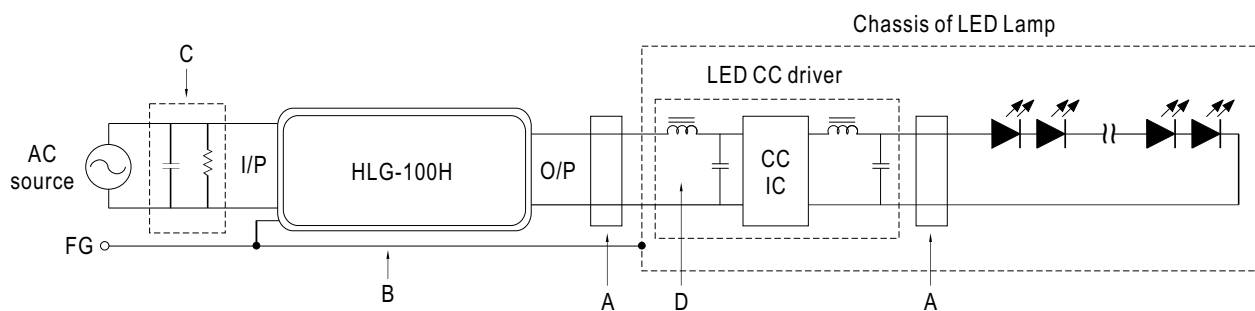 Chassis of LED Lamp
C
LED CC driver
AC
source
I/P
HLG-100H
O/P
CC
IC
FG
B
A
D
A